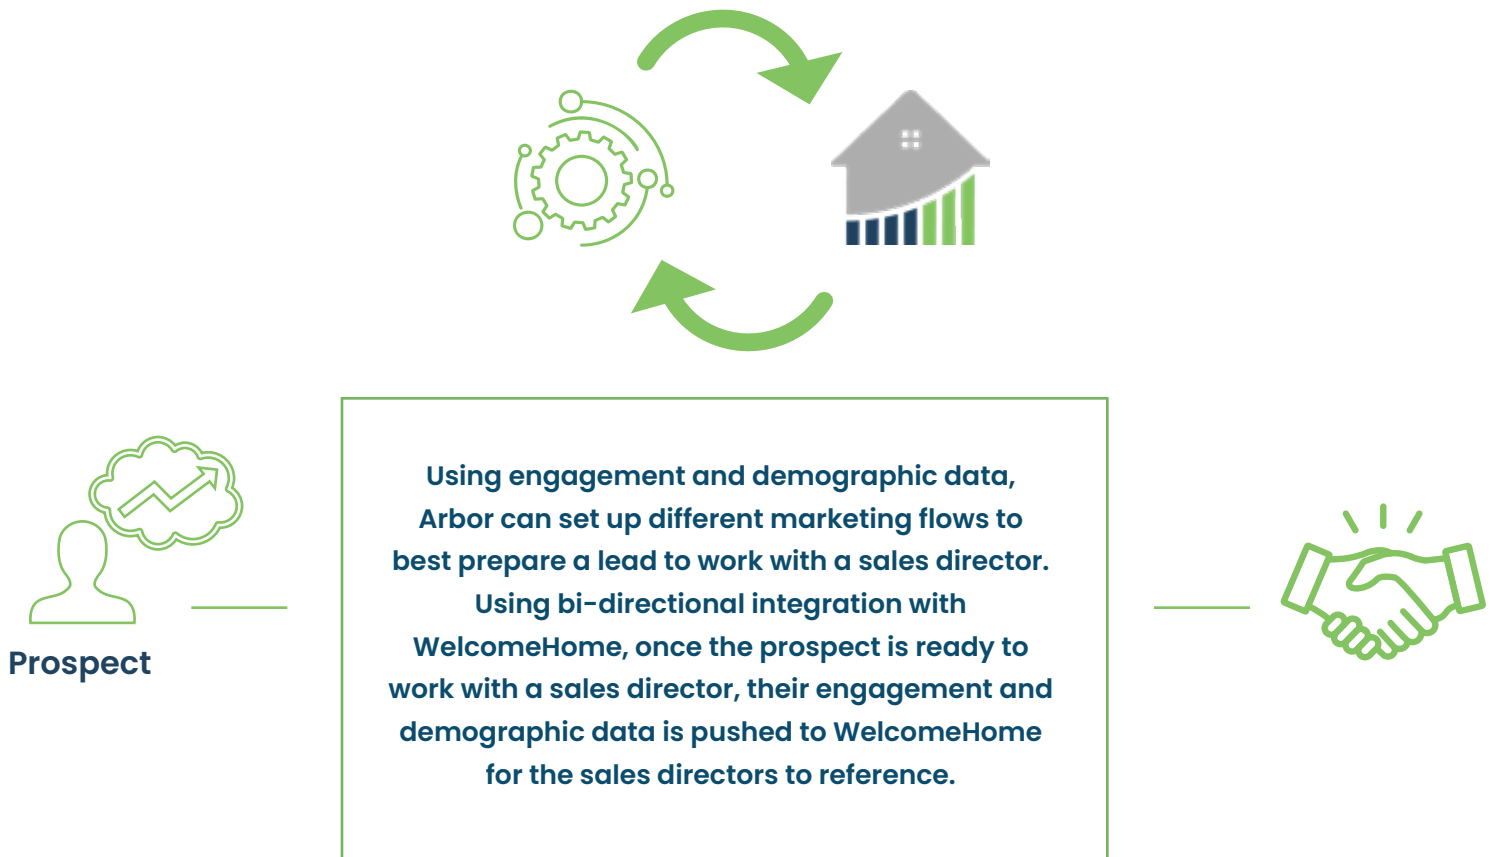 Using engagement and demographic data,
Arbor can set up different marketing flows to
best prepare a lead to work with a sales director.
Using bi-directional integration with
WelcomeHome, once the prospect is ready to
work with a sales director, their engagement and
demographic data is pushed to WelcomeHome
for the sales directors to reference.
Prospect